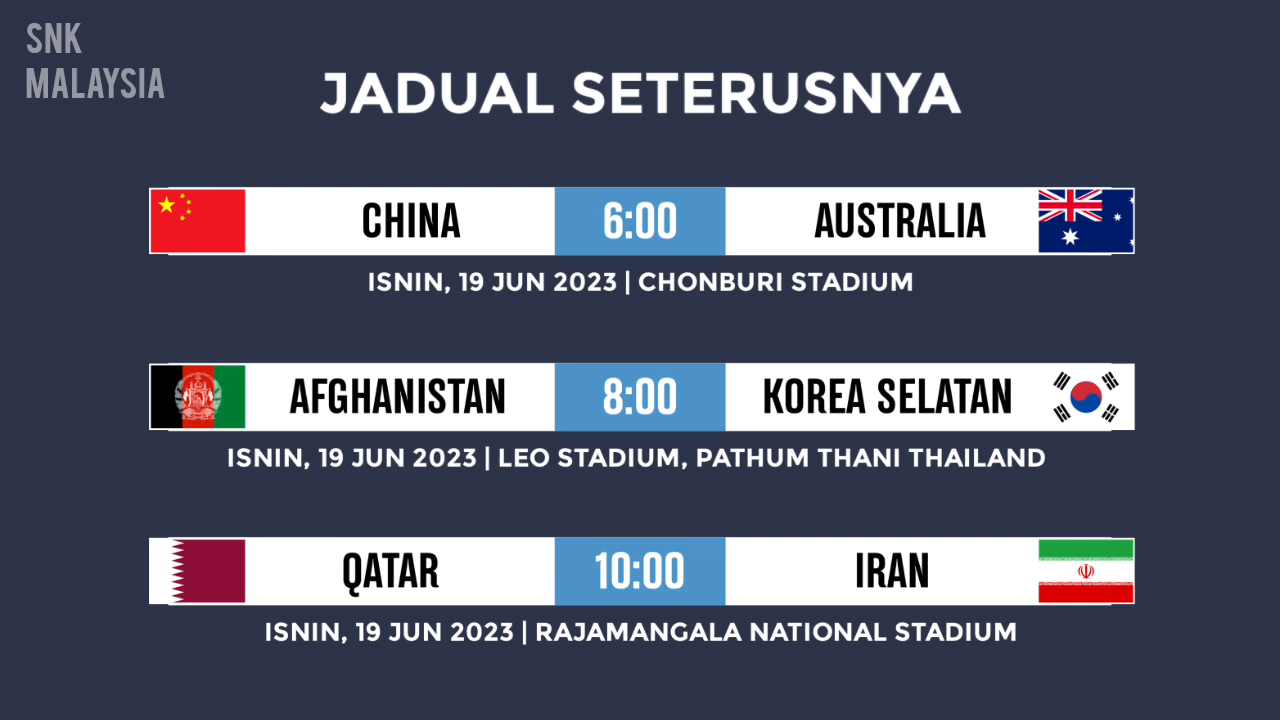 SNK
MALAYSIA
JADUAL SETERUSNYA
CHINA 6:00 AUSTRALIA
ISNIN, 19 JUN 2023 | CHONBURI STADIUM
AFGHANISTAN 8:00 KOREA SELATAN
ISNIN, 19 JUN 2023 | LEO STADIUM, PATHUM THANI THAILAND
QATAR 10:00 IRAN
ISNIN, 19 JUN 2023 | RAJAMANGALA NATIONAL STADIUM